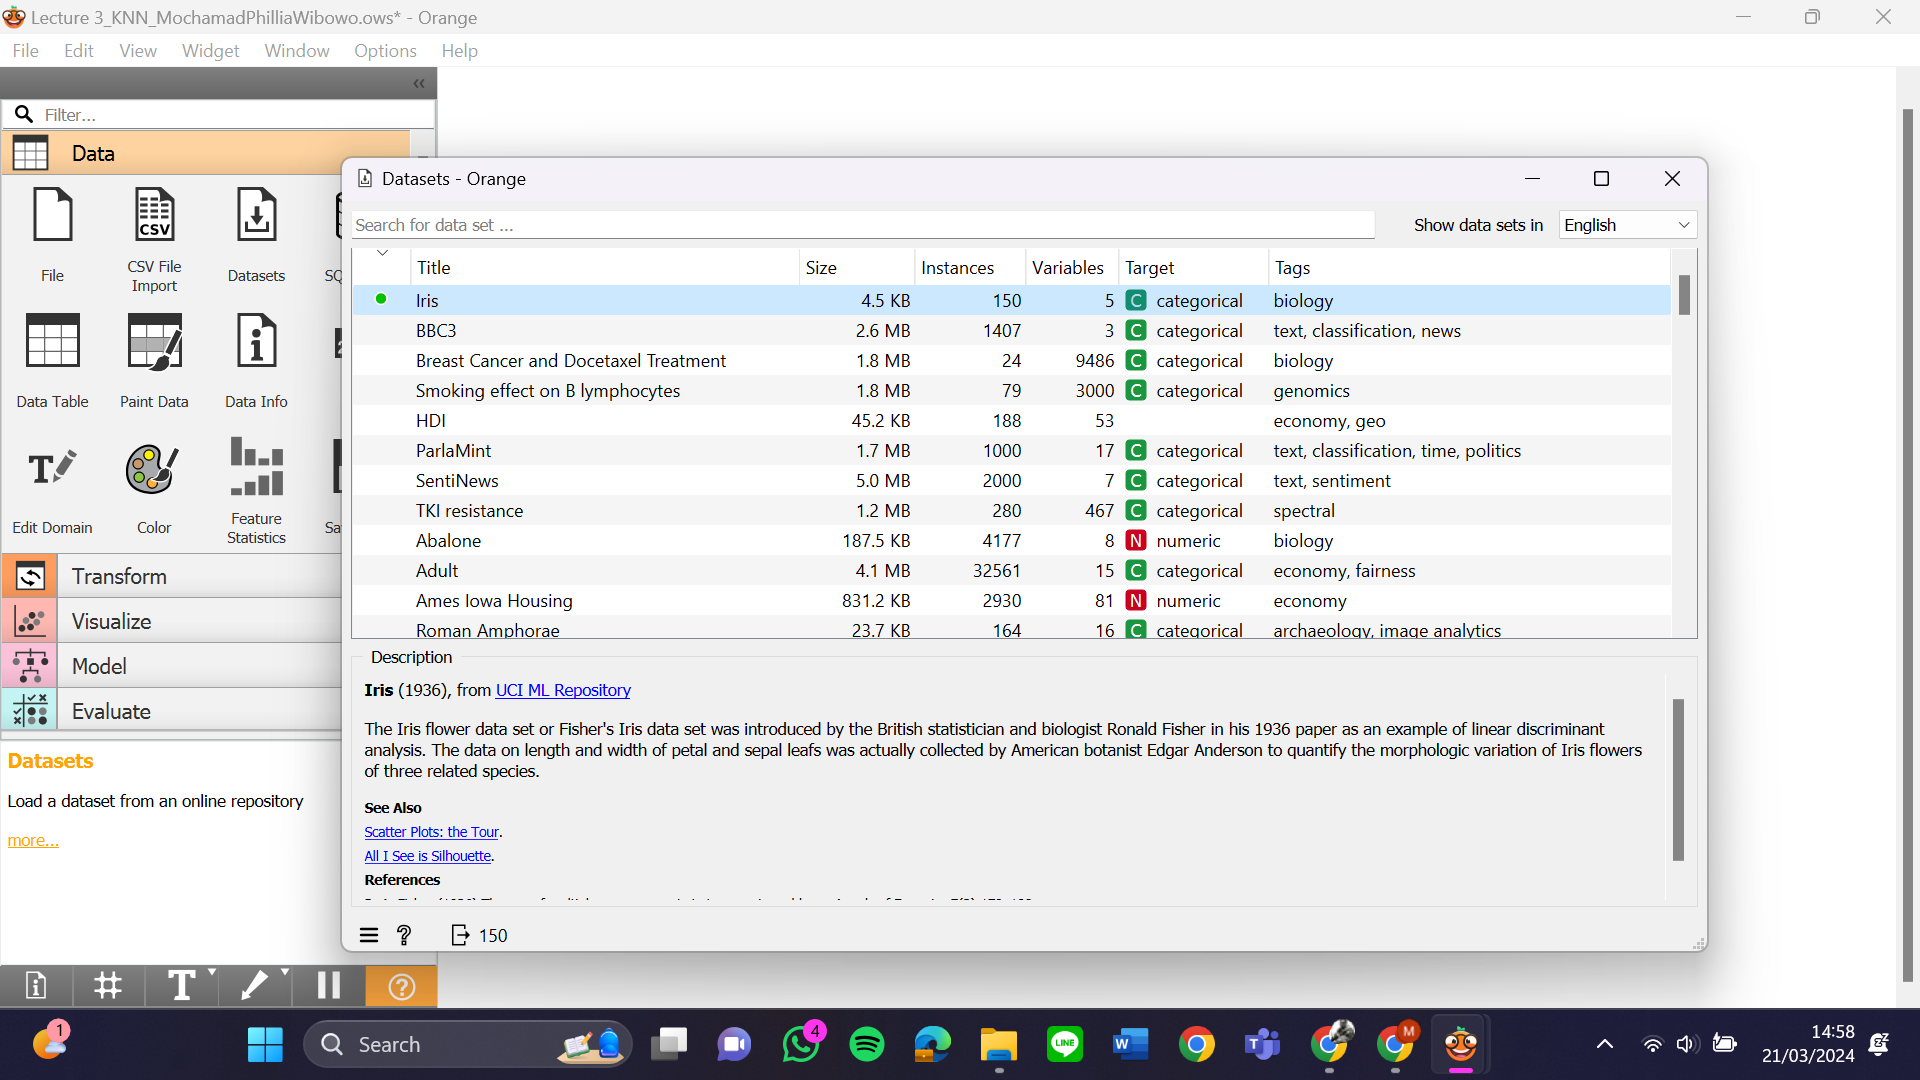 Lecture 3_KNN_MochamadPhilliaWibowo.ows* - Orange
File Edit View Widget Window Options Help
Filter...
Data
File
CSV File Import
Datasets
SQ
Data Table
Paint Data
Data Info
Edit Domain
Color
Feature Statistics
Sa
Transform
Visualize
Model
Evaluate
Datasets
Load a dataset from an online repository
more...
Datasets - Orange
Search for data set ...
Show data sets in English
Title Size Instances Variables Target Tags
Iris 4.5 KB 150 5 C categorical biology
BBC3 2.6 MB 1407 3 C categorical text, classification, news
Breast Cancer and Docetaxel Treatment 1.8 MB 24 9486 C categorical biology
Smoking effect on B lymphocytes 1.8 MB 79 3000 C categorical genomics
HDI 45.2 KB 188 53 economy, geo
ParlaMint 1.7 MB 1000 17 C categorical text, classification, time, politics
SentiNews 5.0 MB 2000 7 C categorical text, sentiment
TKI resistance 1.2 MB 280 467 C categorical spectral
Abalone 187.5 KB 4177 8 N numeric biology
Adult 4.1 MB 32561 15 C categorical economy, fairness
Ames Iowa Housing 831.2 KB 2930 81 N numeric economy
Roman Amphorae 23.7 KB 164 16 C categorical archaeology, image analytics
Description
Iris (1936), from UCI ML Repository
The Iris flower data set or Fisher's Iris data set was introduced by the British statistician and biologist Ronald Fisher in his 1936 paper as an example of linear discriminant
analysis. The data on length and width of petal and sepal leafs was actually collected by American botanist Edgar Anderson to quantify the morphologic variation of Iris flowers
of three related species.
See Also
Scatter Plots: the Tour.
All I See is Silhouette.
References
150
1
Search
4
LINE
W
T
M
14:58
21/03/2024